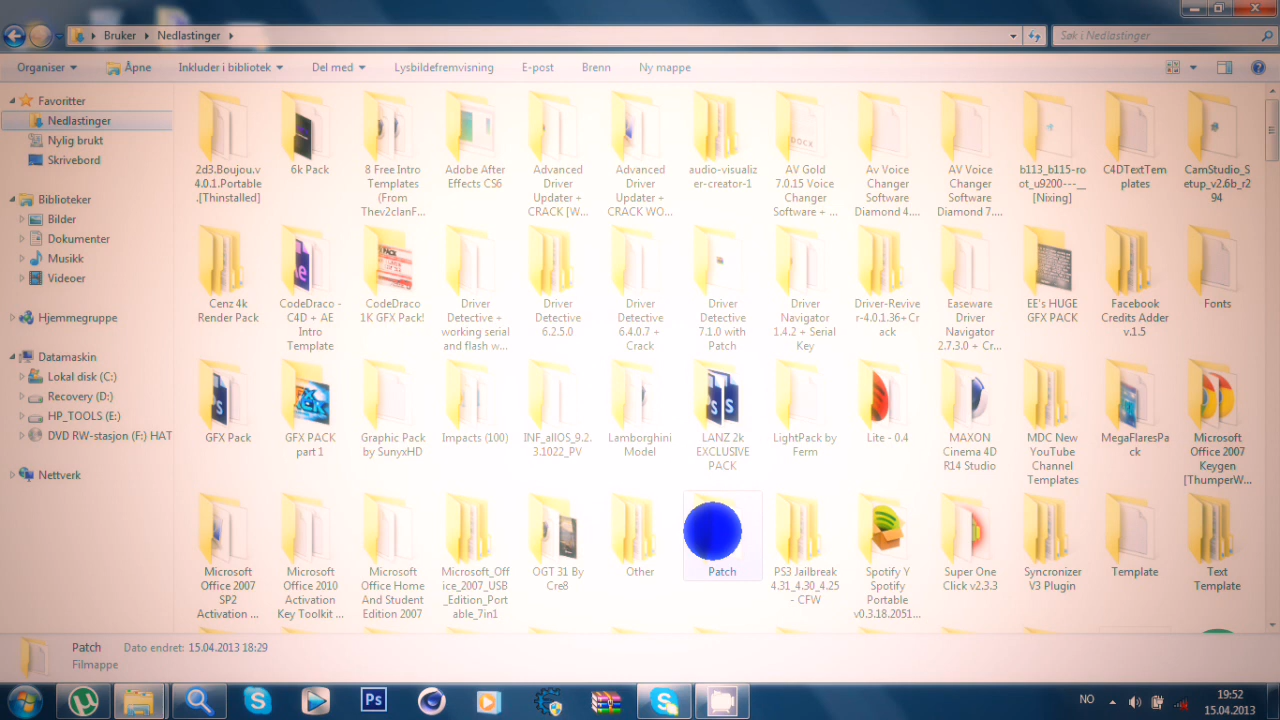 Bruker
Nedlastinger
Søk i Nedlastinger
Organiser
Åpne
Inkluder i bibliotek
Del med
Lysbildefremvisning
E-post
Brenn
Ny mappe
Favoritter
Nedlastinger
Nylig brukt
Skrivebord
Biblioteker
Bilder
Dokumenter
Musikk
Videoer
Hjemmegruppe
Datamaskin
Lokal disk (C:)
Recovery (D:)
HP_TOOLS (E:)
DVD RW-stasjon (F:) HAT
Nettverk
2d3.Boujou.v
4.0.1.Portable
.[Thinstalled]
6k Pack
8 Free Intro
Templates
(From
Thev2clanF...
Adobe After
Effects CS6
Advanced
Driver
Updater +
CRACK [W...
Advanced
Driver
Updater +
CRACK WO...
audio-visualiz
er-creator-1
AV Gold
7.0.15 Voice
Changer
Software + ...
Av Voice
Changer
Software
Diamond 4....
AV Voice
Changer
Software
Diamond 7....
b113_b115-ro
ot_u9200---__
[Nixing]
C4DTextTem
plates
CamStudio_S
etup_v2.6b_r2
94
Cenz 4k
Render Pack
CodeDraco -
C4D + AE
Intro
Template
CodeDraco
1K GFX Pack!
Driver
Detective +
working serial
and flash w...
Driver
Detective
6.2.5.0
Driver
Detective
6.4.0.7 +
Crack
Driver
Detective
7.1.0 with
Patch
Driver
Navigator
1.4.2 + Serial
Key
Driver-Revive
r-4.0.1.36+Cr
ack
Easeware
Driver
Navigator
2.7.3.0 + Cr...
EE's HUGE
GFX PACK
Facebook
Credits Adder
v.1.5
Fonts
GFX Pack
GFX PACK
part 1
Graphic Pack
by SunyxHD
Impacts (100)
INF_allOS_9.2.
3.1022_PV
Lamborghini
Model
LANZ 2k
EXCLUSIVE
PACK
LightPack by
Ferm
Lite - 0.4
MAXON
Cinema 4D
R14 Studio
MDC New
YouTube
Channel
Templates
MegaFlaresPa
ck
Microsoft
Office 2007
Keygen
[ThumperW...
Microsoft
Office 2007
SP2
Activation ...
Microsoft
Office 2010
Activation
Key Toolkit ...
Microsoft
Office Home
And Student
Edition 2007
Microsoft_Off
ice_2007_USB
_Edition_Port
able_7in1
OGT 31 By
Cre8
Other
Patch
PS3 Jailbreak
4.31_4.30_4.25
- CFW
Spotify Y
Spotify
Portable
v0.3.18.2051...
Super One
Click v2.3.3
Syncronizer
V3 Plugin
Template
Text
Template
Patch
Dato endret: 15.04.2013 18:29
Filmappe
NO
19:52
15.04.2013